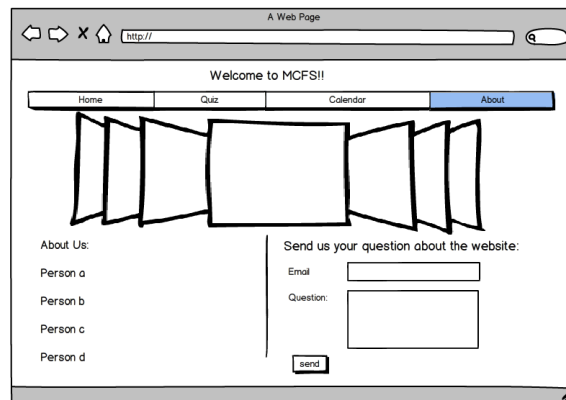 A Web Page
http://
Welcome to MCFS!!
Home Quiz Calendar About
About Us:
Person a
Person b
Person c
Person d
Send us your question about the website:
Email
Question:
send